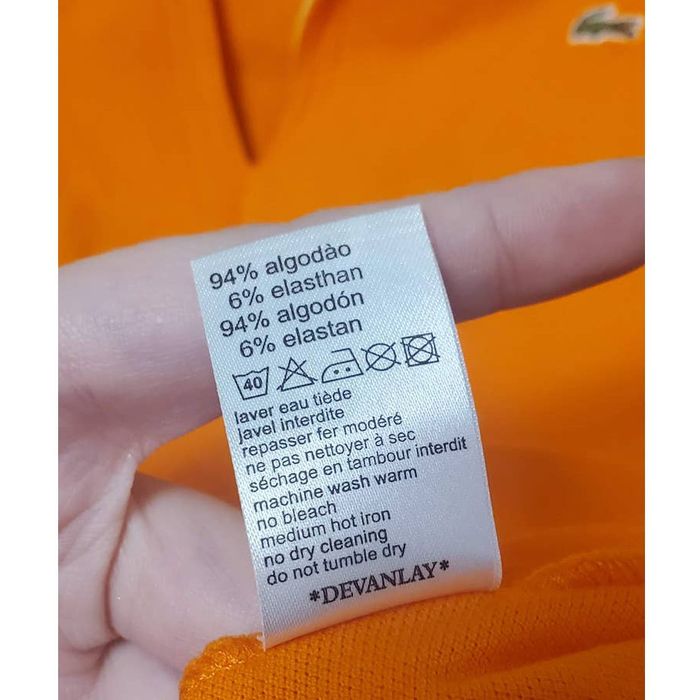 94% algodào
6% elasthan
94% algodón
6% elastan
40
laver eau tiède
javel interdite
repasser fer modéré
ne pas nettoyer à sec
séchage en tambour interdit
machine wash warm
no bleach
medium hot iron
no dry cleaning
do not tumble dry
*DEVANLAY*